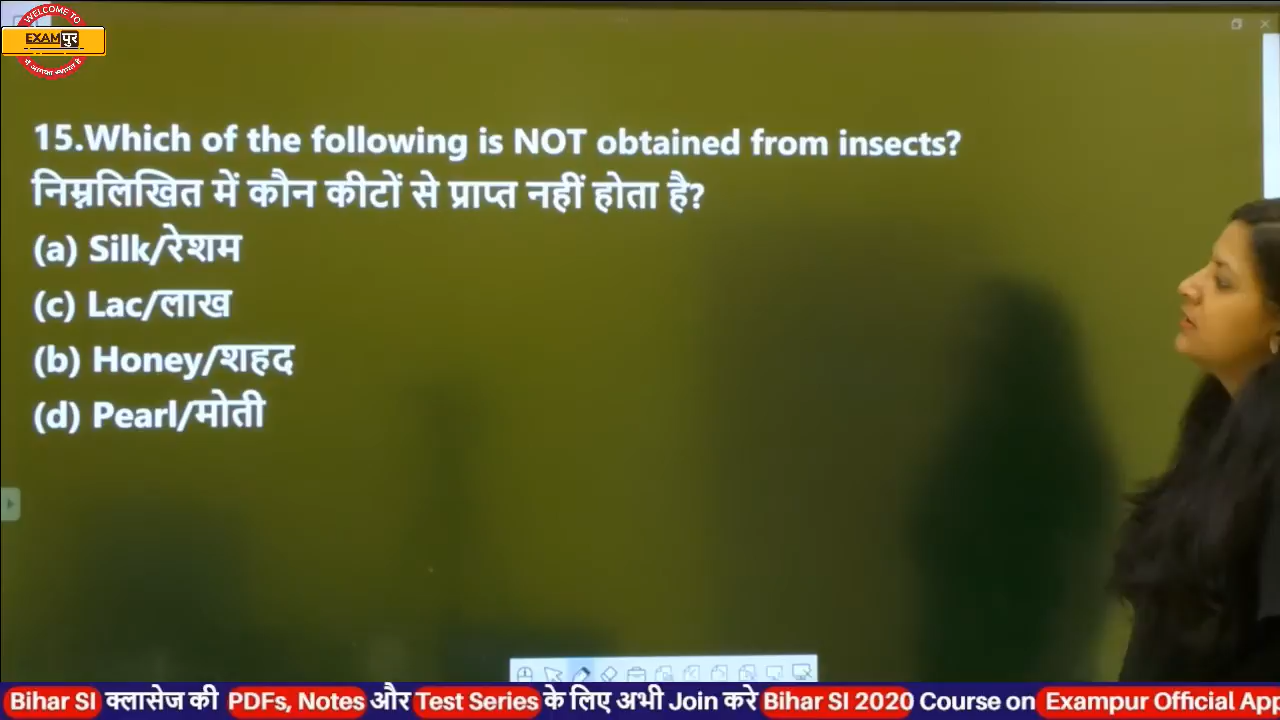 WELCOME TO
EXAMपुर
15.Which of the following is NOT obtained from insects?
निम्नलिखित में कौन कीटों से प्राप्त नहीं होता है?
(a) Silk/रेशम
(c) Lac/लाख
(b) Honey/शहद
(d) Pearl/मोती
Bihar SI क्लासेज की PDFs, Notes और Test Series के लिए अभी Join करे Bihar SI 2020 Course on Exampur Official App